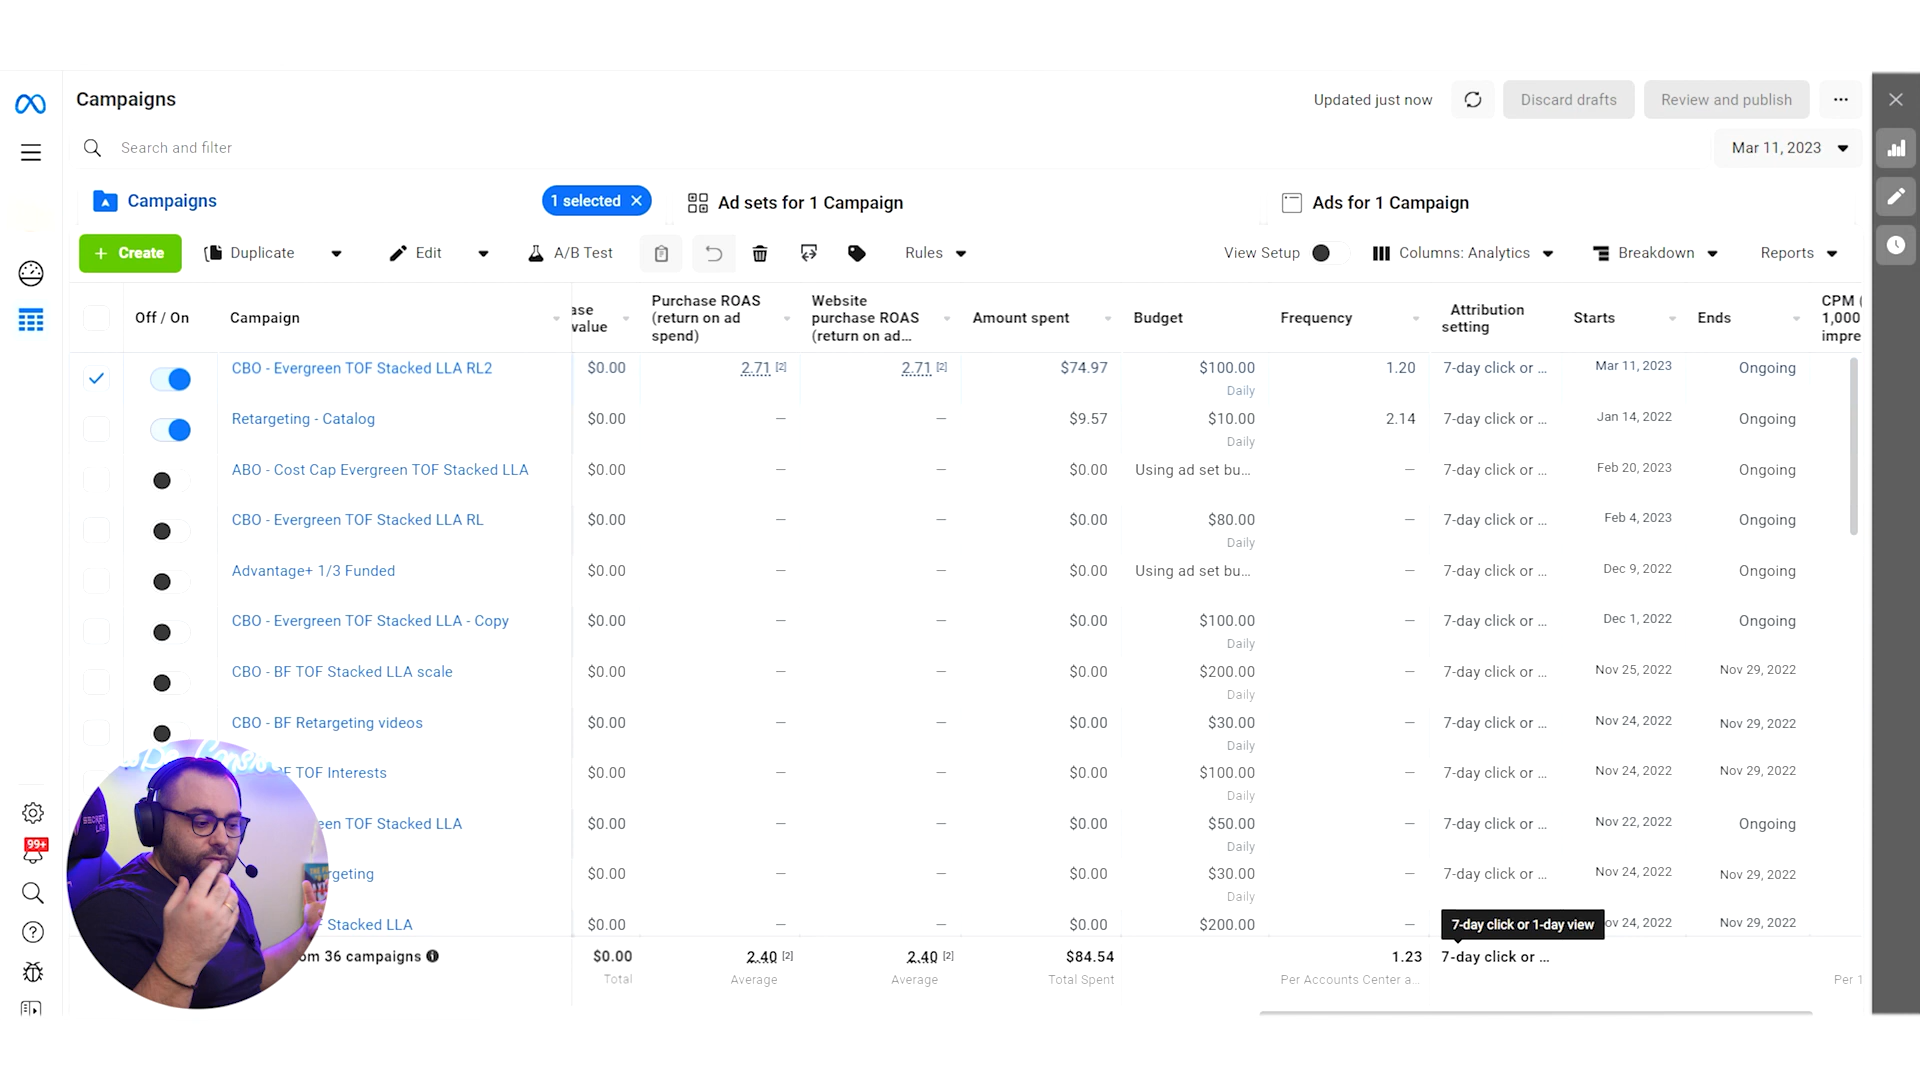 Campaigns
Updated just now
Discard drafts
Review and publish
Search and filter
Mar 11, 2023
Campaigns
1 selected
Ad sets for 1 Campaign
Ads for 1 Campaign
+ Create
Duplicate
Edit
A/B Test
Rules
View Setup
Columns: Analytics
Breakdown
Reports
Off / On
Campaign
ase
value
Purchase ROAS
(return on ad
spend)
Website
purchase ROAS
(return on ad...
Amount spent
Budget
Frequency
Attribution
setting
Starts
Ends
CPM (
1,000
impre
CBO - Evergreen TOF Stacked LLA RL2 $0.00 2.71 [2] 2.71 [2] $74.97 $100.00 1.20 7-day click or ... Mar 11, 2023 Ongoing
Daily
Retargeting - Catalog $0.00 — — $9.57 $10.00 2.14 7-day click or ... Jan 14, 2022 Ongoing
Daily
ABO - Cost Cap Evergreen TOF Stacked LLA $0.00 — — $0.00 Using ad set bu... — 7-day click or ... Feb 20, 2023 Ongoing
CBO - Evergreen TOF Stacked LLA RL $0.00 — — $0.00 $80.00 — 7-day click or ... Feb 4, 2023 Ongoing
Daily
Advantage+ 1/3 Funded $0.00 — — $0.00 Using ad set bu... — 7-day click or ... Dec 9, 2022 Ongoing
CBO - Evergreen TOF Stacked LLA - Copy $0.00 — — $0.00 $100.00 — 7-day click or ... Dec 1, 2022 Ongoing
Daily
CBO - BF TOF Stacked LLA scale $0.00 — — $0.00 $200.00 — 7-day click or ... Nov 25, 2022 Nov 29, 2022
Daily
CBO - BF Retargeting videos $0.00 — — $0.00 $30.00 — 7-day click or ... Nov 24, 2022 Nov 29, 2022
Daily
F TOF Interests $0.00 — — $0.00 $100.00 — 7-day click or ... Nov 24, 2022 Nov 29, 2022
Daily
een TOF Stacked LLA $0.00 — — $0.00 $50.00 — 7-day click or ... Nov 22, 2022 Ongoing
Daily
rgeting $0.00 — — $0.00 $30.00 — 7-day click or ... Nov 24, 2022 Nov 29, 2022
Daily
Stacked LLA $0.00 — — $0.00 $200.00 — 7-day click or 1-day view ov 24, 2022 Nov 29, 2022
om 36 campaigns $0.00 2.40 [2] 2.40 [2] $84.54 1.23 7-day click or ...
Total Average Average Total Spent Per Accounts Center a... Per 1
99+